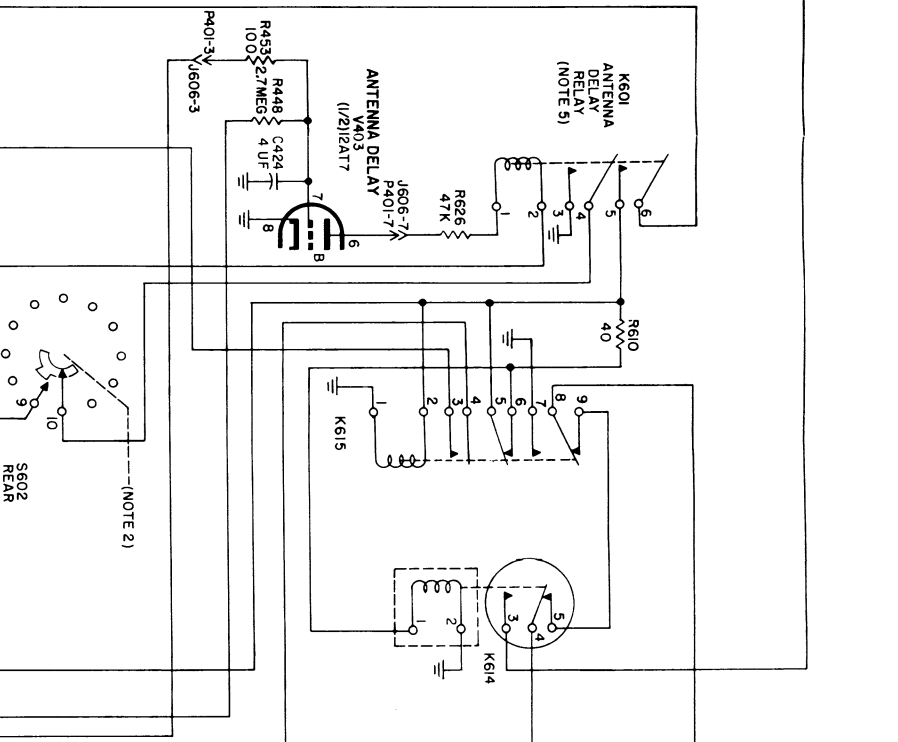 P401-3
J606-3
R453
100
R448
2.7MEG
C424
4 UF
ANTENNA DELAY
V403
(1/2)12AT7
7
8
6
B
J606-7
P401-7
R626
47K
K601
ANTENNA
DELAY
RELAY
(NOTE 5)
1
2
3
4
5
6
R610
40
1
2
3
4
5
6
7
8
9
K615
9
10
S602
REAR
(NOTE 2)
1
2
3
4
5
K614